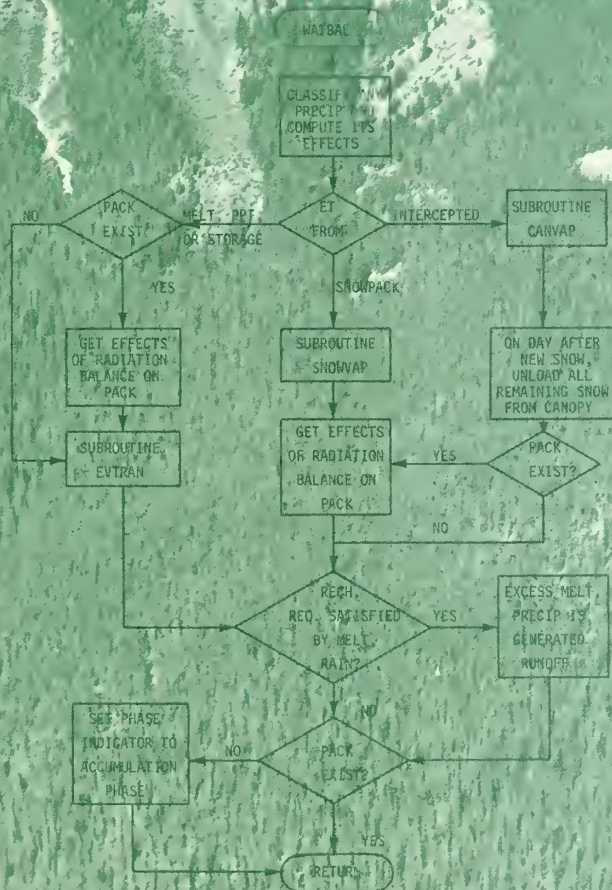 WATBAL
CLASSIFY ANY
PRECIP AND
COMPUTE ITS
EFFECTS
ET
FROM
MELT, PPT,
OR STORAGE
PACK
EXIST?
NO
YES
GET EFFECTS
OF RADIATION
BALANCE ON
PACK
SUBROUTINE
EVTRAN
SNOWPACK
SUBROUTINE
SNOWVAP
GET EFFECTS
OR RADIATION
BALANCE ON
PACK
INTERCEPTED
SUBROUTINE
CANVAP
ON DAY AFTER
NEW SNOW,
UNLOAD ALL
REMAINING SNOW
FROM CANOPY
PACK
EXIST?
YES
NO
RECH.
REQ. SATISFIED
BY MELT,
RAIN?
YES
EXCESS MELT
PRECIP IS
GENERATED
RUNOFF
NO
PACK
EXIST?
NO
SET PHASE
INDICATOR TO
ACCUMULATION
PHASE
YES
RETURN